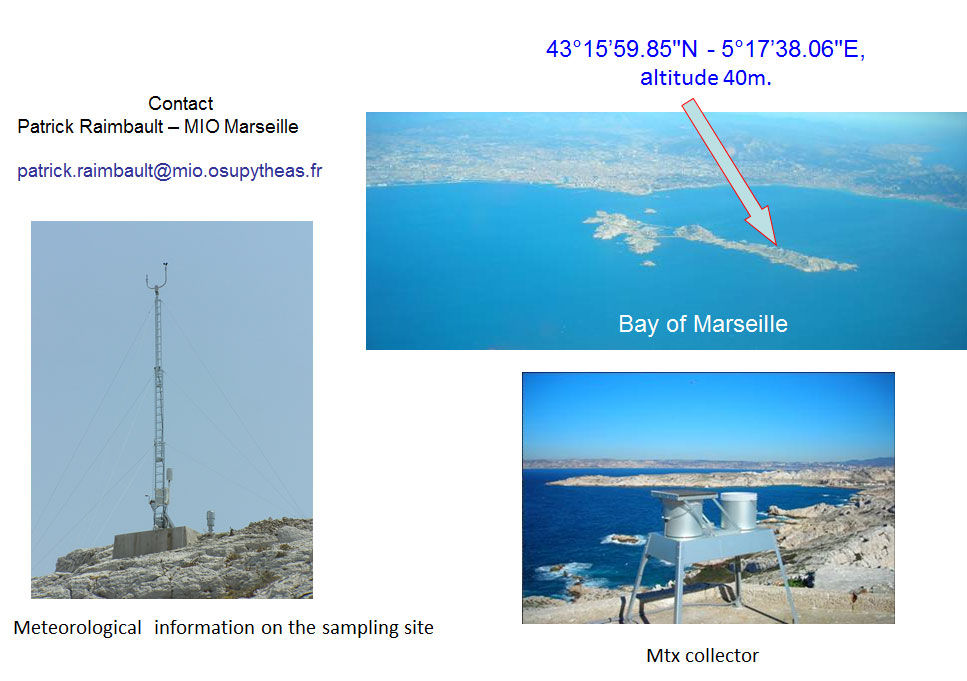 43°15’59.85"N - 5°17’38.06"E,
altitude 40m.
Contact
Patrick Raimbault – MIO Marseille
patrick.raimbault@mio.osupytheas.fr
Bay of Marseille
Meteorological information on the sampling site
Mtx collector